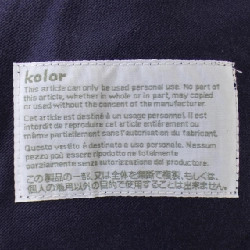 kolor
This article can only be used personal use. No part of
this article, whether in whole or in part, may copied
or used without the consent of the manufacturer
Cet article est destiné à un usage personnel. Il est
interdit de reproduire cet article entièrement ou
même partiellement sans l'autorisation du fabricant.
Questo vestito è destinato a uso personale. Nessun
pezzo può essere ripdotto ne totalmente
parzialmente senza autorizzazione del produttore.
この製品の一部、又は全体を無断で複製、もしくは、
個人の着用以外の目的で使用することは出来ません。